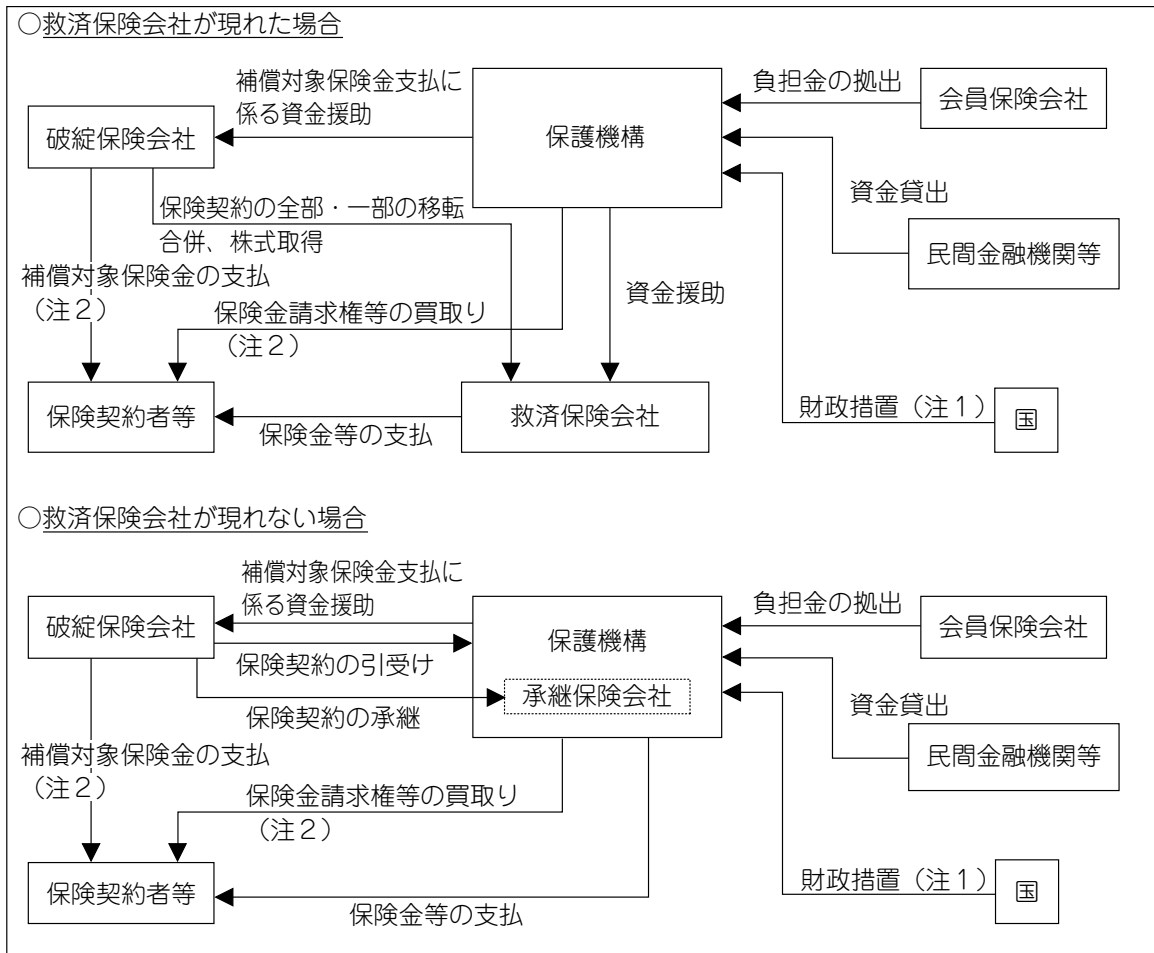 ○救済保険会社が現れた場合
補償対象保険金支払に
係る資金援助
負担金の拠出
会員保険会社
破綻保険会社
保護機構
資金貸出
保険契約の全部・一部の移転
合併、株式取得
民間金融機関等
補償対象保険金の支払
（注２）
資金援助
保険金請求権等の買取り
（注２）
保険契約者等
救済保険会社
財政措置（注１）
国
保険金等の支払
○救済保険会社が現れない場合
補償対象保険金支払に
係る資金援助
負担金の拠出
会員保険会社
破綻保険会社
保護機構
保険契約の引受け
承継保険会社
資金貸出
保険契約の承継
民間金融機関等
補償対象保険金の支払
（注２）
保険金請求権等の買取り
（注２）
保険契約者等
財政措置（注１）
国
保険金等の支払